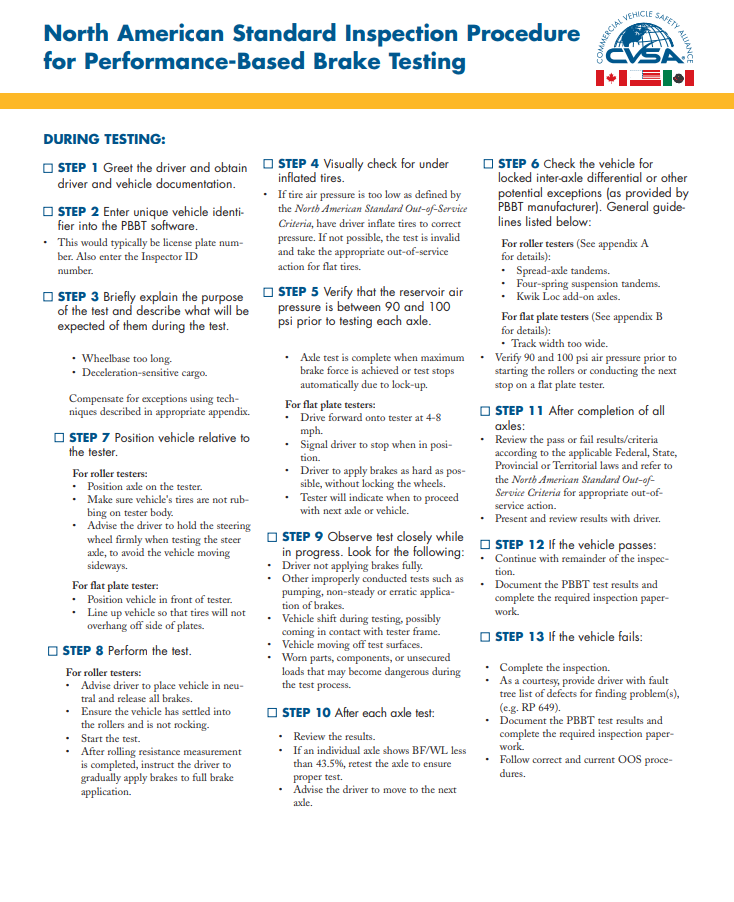 North American Standard Inspection Procedure
for Performance-Based Brake Testing
COMMERCIAL VEHICLE SAFETY ALLIANCE
CVSA
DURING TESTING:
☐ STEP 1 Greet the driver and obtain
driver and vehicle documentation.
☐ STEP 2 Enter unique vehicle identi-
fier into the PBBT software.
• This would typically be license plate num-
ber. Also enter the Inspector ID
number.
☐ STEP 3 Briefly explain the purpose
of the test and describe what will be
expected of them during the test.
☐ STEP 4 Visually check for under
inflated tires.
• If tire air pressure is too low as defined by
the North American Standard Out-of-Service
Criteria, have driver inflate tires to correct
pressure. If not possible, the test is invalid
and take the appropriate out-of-service
action for flat tires.
☐ STEP 5 Verify that the reservoir air
pressure is between 90 and 100
psi prior to testing each axle.
☐ STEP 6 Check the vehicle for
locked inter-axle differential or other
potential exceptions (as provided by
PBBT manufacturer). General guide-
lines listed below:
For roller testers (See appendix A
for details):
• Spread-axle tandems.
• Four-spring suspension tandems.
• Kwik Loc add-on axles.
For flat plate testers (See appendix B
for details):
• Track width too wide.
• Wheelbase too long.
• Deceleration-sensitive cargo.
Compensate for exceptions using tech-
niques described in appropriate appendix.
☐ STEP 7 Position vehicle relative to
the tester.
For roller testers:
• Position axle on the tester.
• Make sure vehicle's tires are not rub-
bing on tester body.
• Advise the driver to hold the steering
wheel firmly when testing the steer
axle, to avoid the vehicle moving
sideways.
For flat plate tester:
• Position vehicle in front of tester.
• Line up vehicle so that tires will not
overhang off side of plates.
☐ STEP 8 Perform the test.
For roller testers:
• Advise driver to place vehicle in neu-
tral and release all brakes.
• Ensure the vehicle has settled into
the rollers and is not rocking.
• Start the test.
• After rolling resistance measurement
is completed, instruct the driver to
gradually apply brakes to full brake
application.
• Axle test is complete when maximum
brake force is achieved or test stops
automatically due to lock-up.
For flat plate testers:
• Drive forward onto tester at 4-8
mph.
• Signal driver to stop when in posi-
tion.
• Driver to apply brakes as hard as pos-
sible, without locking the wheels.
• Tester will indicate when to proceed
with next axle or vehicle.
☐ STEP 9 Observe test closely while
in progress. Look for the following:
• Driver not applying brakes fully.
• Other improperly conducted tests such as
pumping, non-steady or erratic applica-
tion of brakes.
• Vehicle shift during testing, possibly
coming in contact with tester frame.
• Vehicle moving off test surfaces.
• Worn parts, components, or unsecured
loads that may become dangerous during
the test process.
☐ STEP 10 After each axle test:
• Review the results.
• If an individual axle shows BF/WL less
than 43.5%, retest the axle to ensure
proper test.
• Advise the driver to move to the next
axle.
• Verify 90 and 100 psi air pressure prior to
starting the rollers or conducting the next
stop on a flat plate tester.
☐ STEP 11 After completion of all
axles:
• Review the pass or fail results/criteria
according to the applicable Federal, State,
Provincial or Territorial laws and refer to
the North American Standard Out-of-
Service Criteria for appropriate out-of-
service action.
• Present and review results with driver.
☐ STEP 12 If the vehicle passes:
• Continue with remainder of the inspec-
tion.
• Document the PBBT test results and
complete the required inspection paper-
work.
☐ STEP 13 If the vehicle fails:
• Complete the inspection.
• As a courtesy, provide driver with fault
tree list of defects for finding problem(s),
(e.g. RP 649).
• Document the PBBT test results and
complete the required inspection paper-
work.
• Follow correct and current OOS proce-
dures.